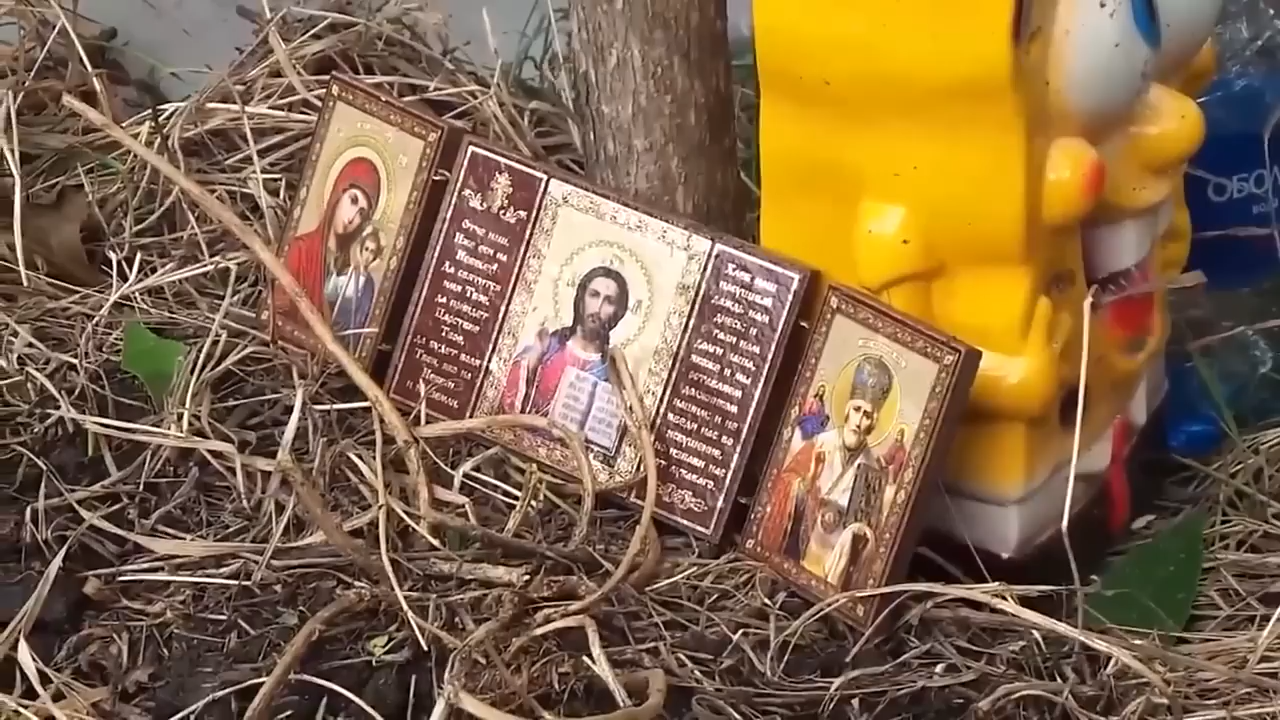 Отче наш,
Иже еси на
Небесех!
Да святится
имя Твое,
да приидет
Царствие
Твое,
да будет воля
Твоя, яко на
Небеси
и на Земли.
Хлеб наш
насущный
даждь нам
днесь; и
остави нам
долги наша,
якоже и мы
оставляем
должником
нашим; и не
введи нас во
искушение,
но избави нас
от лукаваго.
ОБОЛ